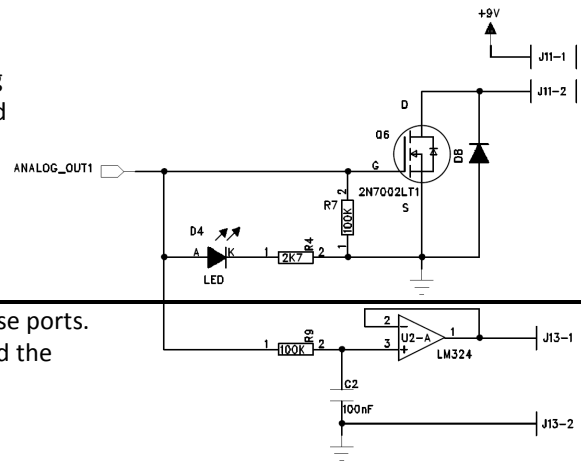 +9V
J11-1
g
J11-2
d
D
Q6
DB
ANALOG_OUT1
G
2N7002LT1
2
R7
100K
1
S
D4
A
K
1
2K7
R4
2
LED
se ports.
d the
2
1
J13-1
U2-A
1
100K
R9
2
3
LM324
C2
100nF
J13-2